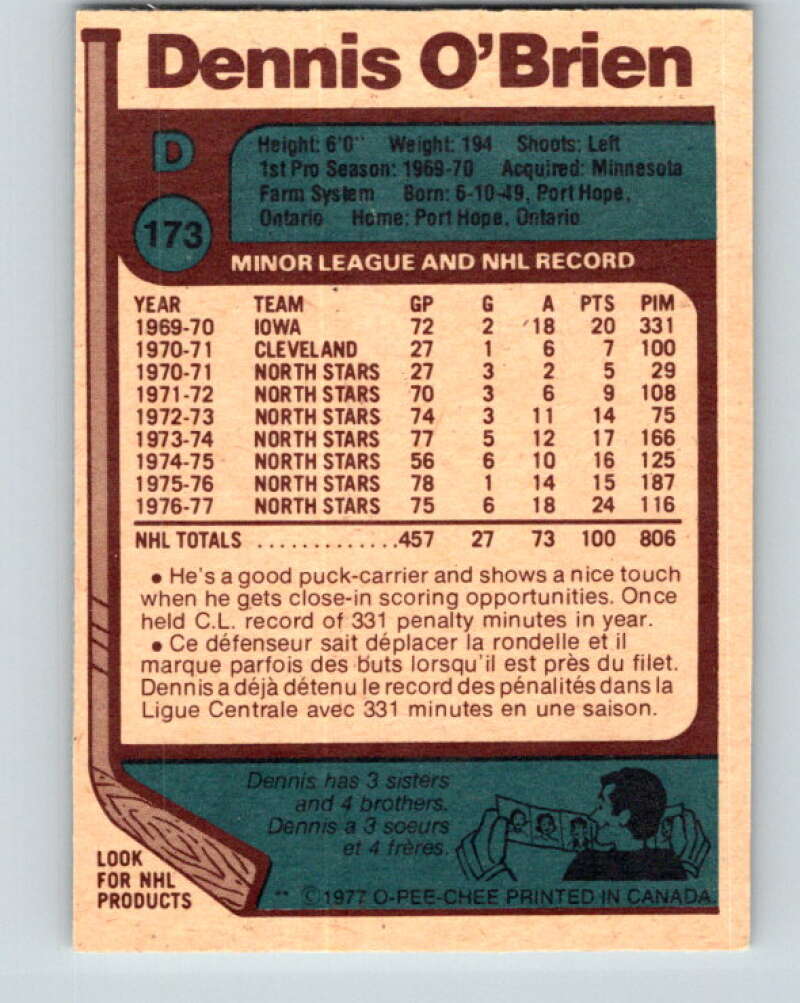 Dennis O'Brien
D
Height: 6'0" Weight: 194 Shoots: Left
1st Pro Season: 1969-70 Acquired: Minnesota
Farm System Born: 6-10-49, Port Hope,
Ontario Home: Port Hope, Ontario
173
MINOR LEAGUE AND NHL RECORD
YEAR TEAM GP G A PTS PIM
1969-70 IOWA 72 2 18 20 331
1970-71 CLEVELAND 27 1 6 7 100
1970-71 NORTH STARS 27 3 2 5 29
1971-72 NORTH STARS 70 3 6 9 108
1972-73 NORTH STARS 74 3 11 14 75
1973-74 NORTH STARS 77 5 12 17 166
1974-75 NORTH STARS 56 6 10 16 125
1975-76 NORTH STARS 78 1 14 15 187
1976-77 NORTH STARS 75 6 18 24 116
NHL TOTALS .............457 27 73 100 806
• He's a good puck-carrier and shows a nice touch
when he gets close-in scoring opportunities. Once
held C.L. record of 331 penalty minutes in year.
• Ce défenseur sait déplacer la rondelle et il
marque parfois des buts lorsqu'il est près du filet.
Dennis a déjà détenu le record des pénalités dans la
Ligue Centrale avec 331 minutes en une saison.
Dennis has 3 sisters
and 4 brothers.
Dennis a 3 soeurs
et 4 frères.
LOOK
FOR NHL
PRODUCTS
** ©1977 O-PEE-CHEE PRINTED IN CANADA